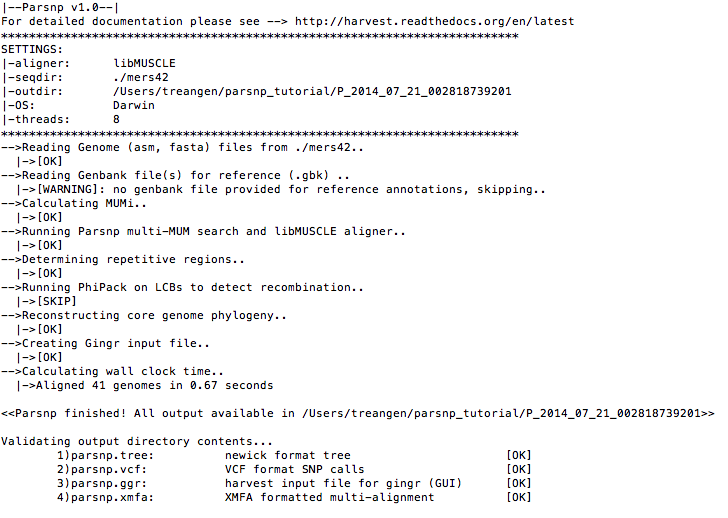 |--Parsnp v1.0--|
For detailed documentation please see --> http://harvest.readthedocs.org/en/latest
**************************************************************************
SETTINGS:
|-aligner: libMUSCLE
|-seqdir: ./mers42
|-outdir: /Users/treangen/parsnp_tutorial/P_2014_07_21_002818739201
|-OS: Darwin
|-threads: 8
**************************************************************************
-->Reading Genome (asm, fasta) files from ./mers42..
|->[OK]
-->Reading Genbank file(s) for reference (.gbk) ..
|->[WARNING]: no genbank file provided for reference annotations, skipping..
-->Calculating MUMi..
|->[OK]
-->Running Parsnp multi-MUM search and libMUSCLE aligner..
|->[OK]
-->Determining repetitive regions..
|->[OK]
-->Running PhiPack on LCBs to detect recombination..
|->[SKIP]
-->Reconstructing core genome phylogeny..
|->[OK]
-->Creating Gingr input file..
|->[OK]
-->Calculating wall clock time..
|->Aligned 41 genomes in 0.67 seconds
<<Parsnp finished! All output available in /Users/treangen/parsnp_tutorial/P_2014_07_21_002818739201>>
Validating output directory contents...
1)parsnp.tree: newick format tree [OK]
2)parsnp.vcf: VCF format SNP calls [OK]
3)parsnp.ggr: harvest input file for gingr (GUI) [OK]
4)parsnp.xmfa: XMFA formatted multi-alignment [OK]